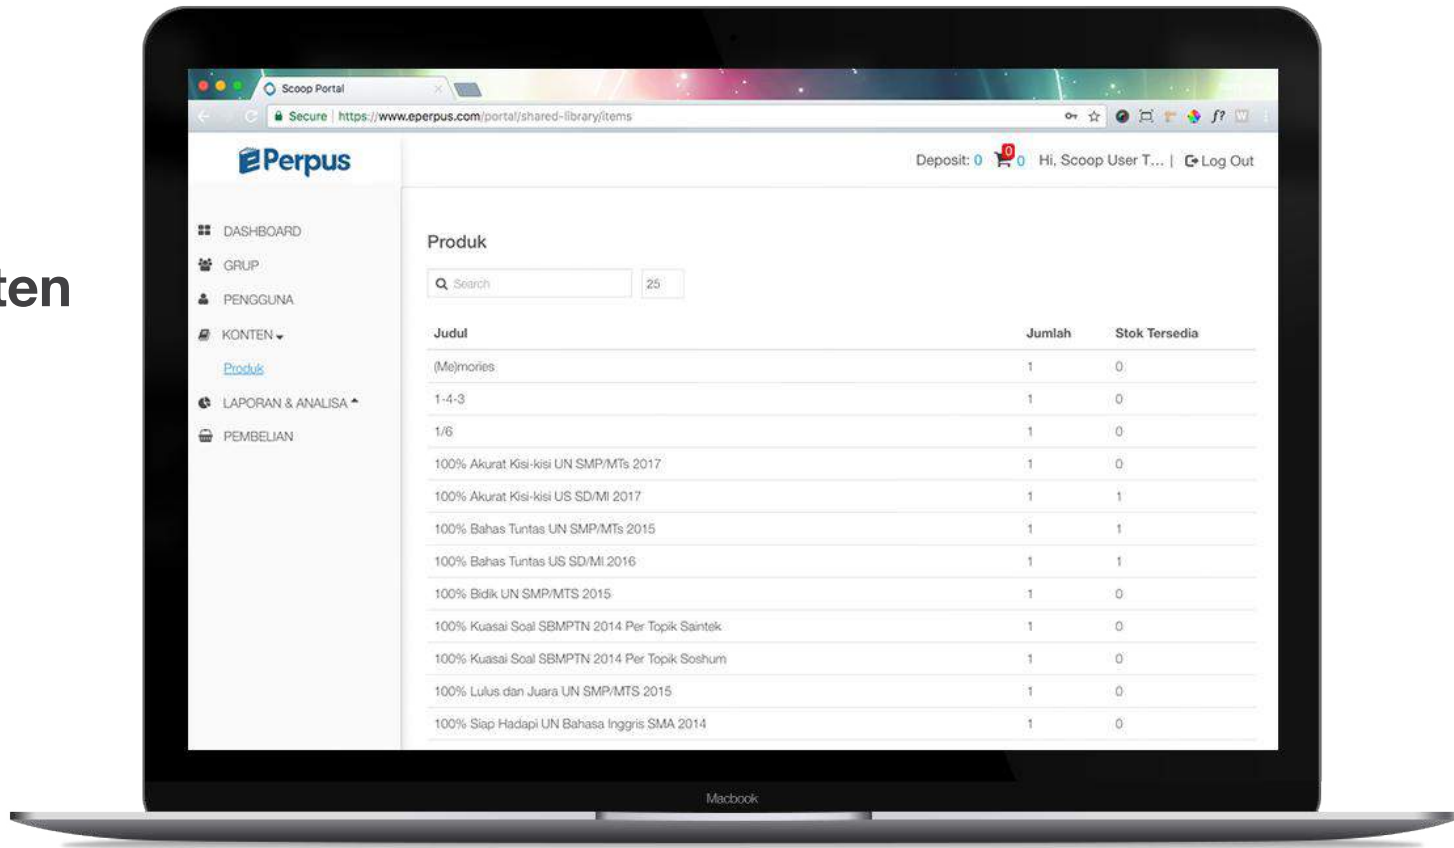 Scoop Portal
Secure | https://www.eperpus.com/portal/shared-library/items
ePerpus
Deposit: 0 0 0 Hi, Scoop User T... | Log Out
DASHBOARD
GRUP
PENGGUNA
KONTEN
Produk
LAPORAN & ANALISA
PEMBELIAN
ten
Produk
Search 25
Judul Jumlah Stok Tersedia
(Me)mories 1 0
1-4-3 1 0
1/6 1 0
100% Akurat Kisi-kisi UN SMP/MTs 2017 1 0
100% Akurat Kisi-kisi US SD/MI 2017 1 1
100% Bahas Tuntas UN SMP/MTs 2015 1 1
100% Bahas Tuntas US SD/MI 2016 1 1
100% Bidik UN SMP/MTS 2015 1 0
100% Kuasai Soal SBMPTN 2014 Per Topik Saintek 1 0
100% Kuasai Soal SBMPTN 2014 Per Topik Soshum 1 0
100% Lulus dan Juara UN SMP/MTS 2015 1 0
100% Siap Hadapi UN Bahasa Inggris SMA 2014 1 0
Macbook